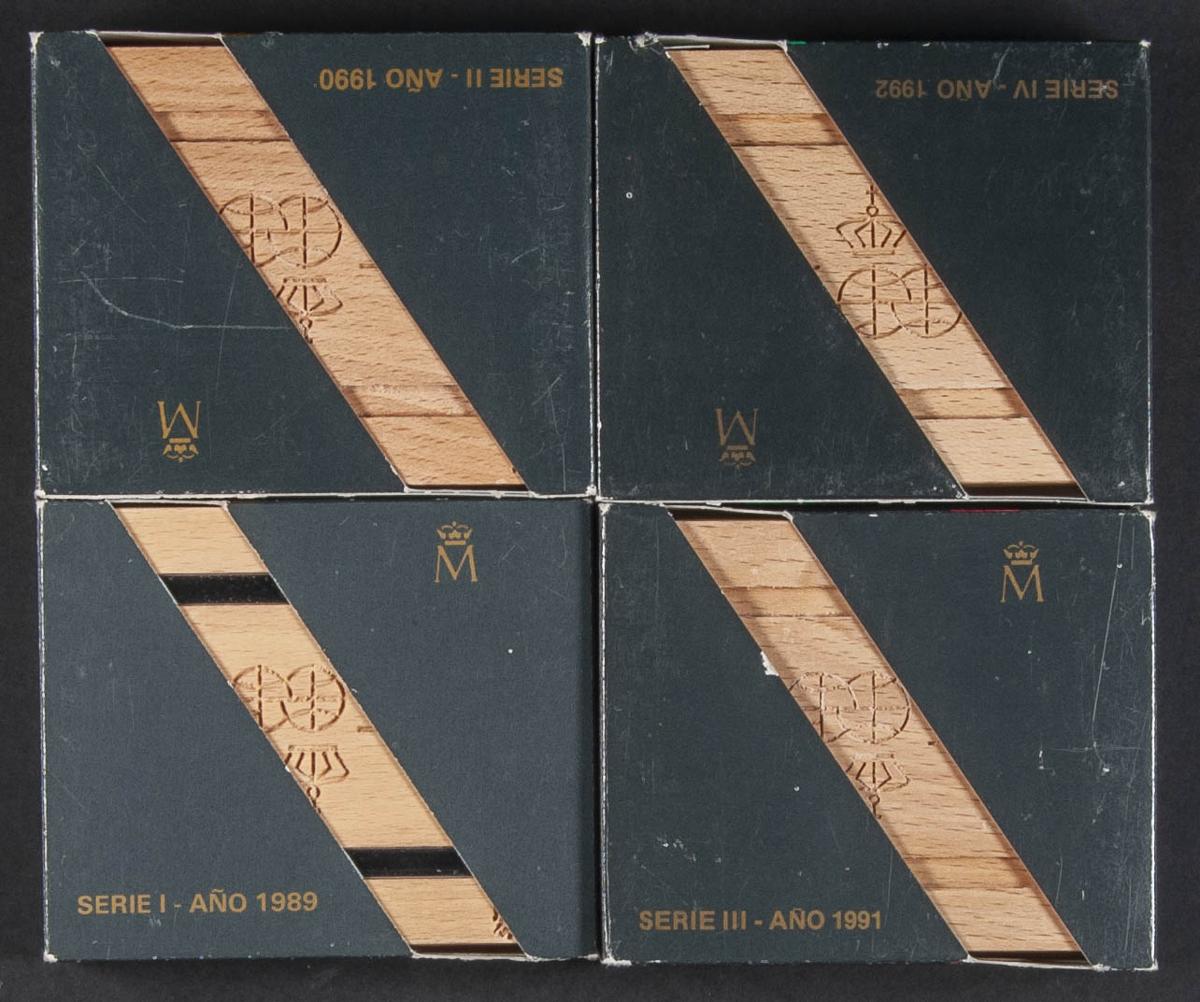 SERIE II - AÑO 1990
M
SERIE IV - AÑO 1992
M
M
SERIE I - AÑO 1989
M
SERIE III - AÑO 1991